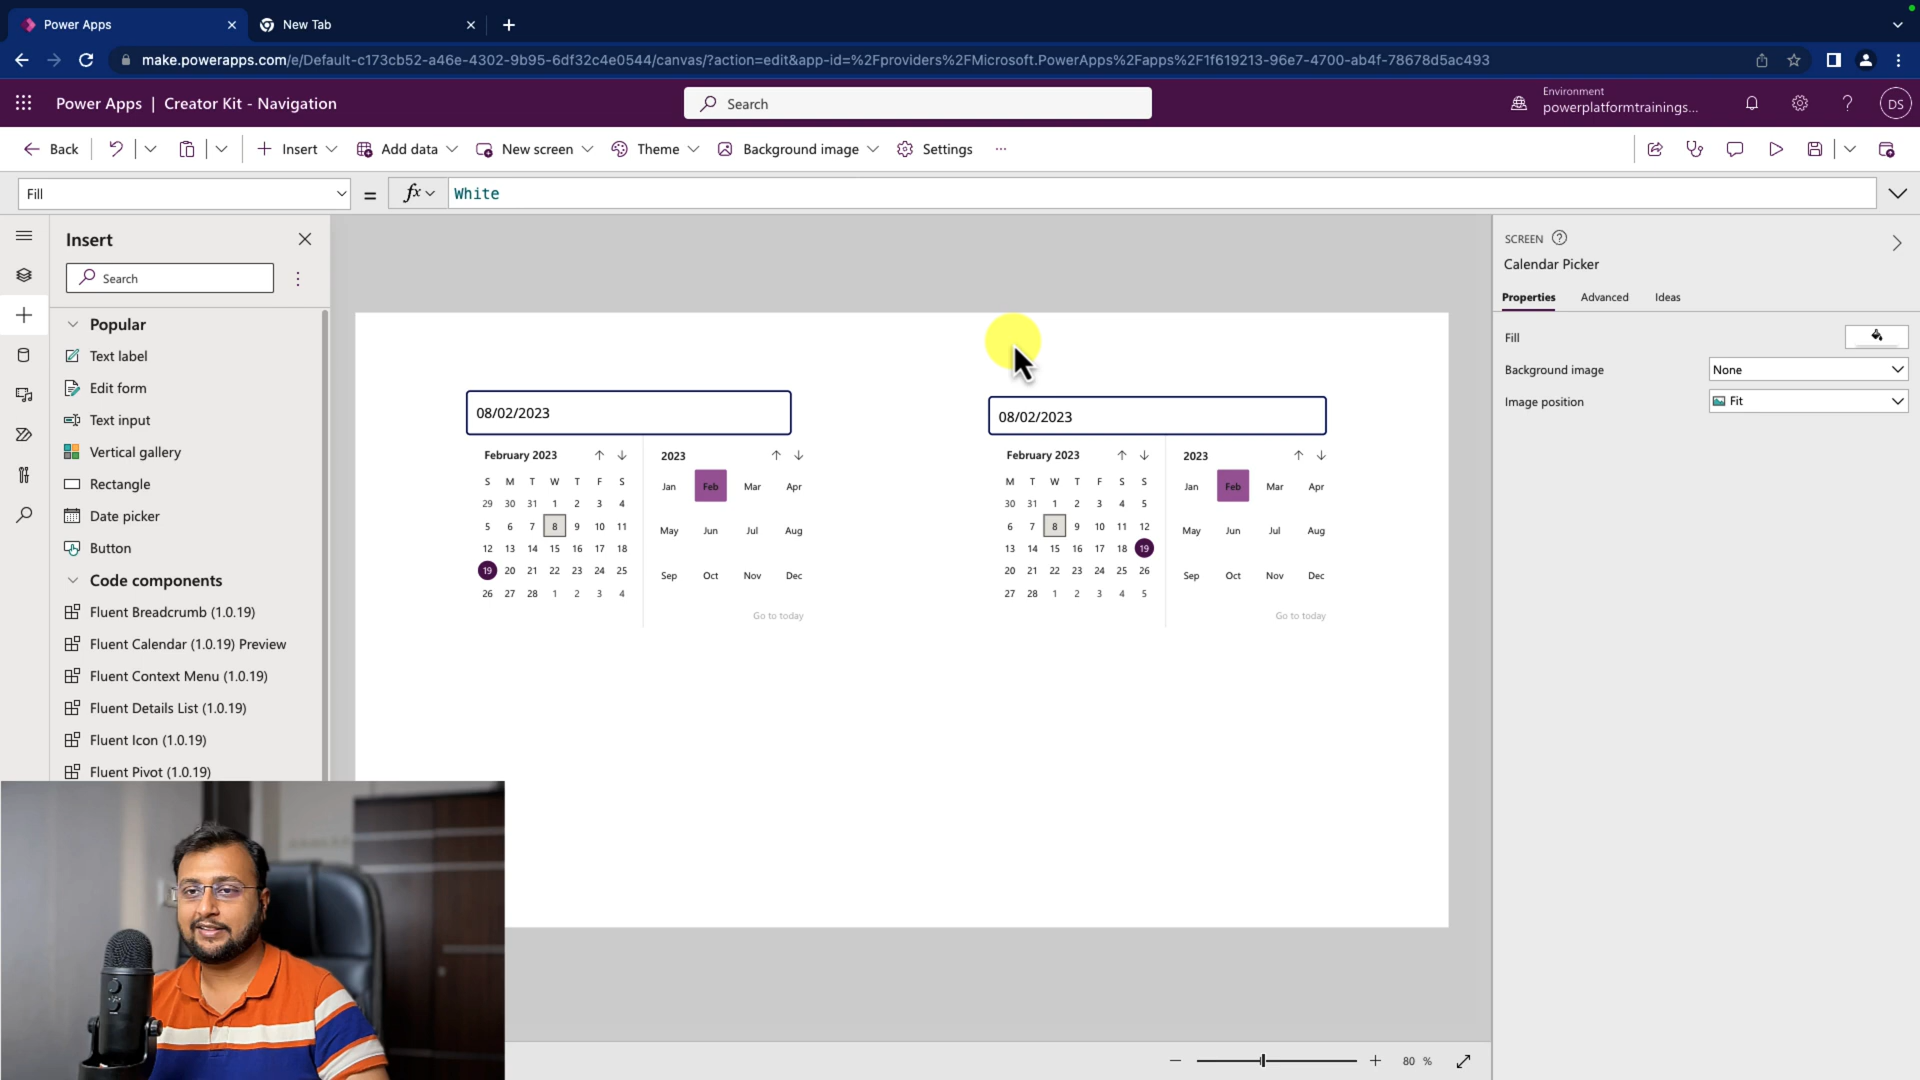 Power Apps
New Tab
make.powerapps.com/e/Default-c173cb52-a46e-4302-9b95-6df32c4e0544/canvas/?action=edit&app-id=%2Fproviders%2FMicrosoft.PowerApps%2Fapps%2F1f619213-96e7-4700-ab4f-78678d5ac493
Power Apps | Creator Kit - Navigation
Search
Environment
powerplatformtrainings...
DS
Back
Insert
Add data
New screen
Theme
Background image
Settings
Fill
=
fx
White
Insert
Search
Popular
Text label
Edit form
Text input
Vertical gallery
Rectangle
Date picker
Button
Code components
Fluent Breadcrumb (1.0.19)
Fluent Calendar (1.0.19) Preview
Fluent Context Menu (1.0.19)
Fluent Details List (1.0.19)
Fluent Icon (1.0.19)
Fluent Pivot (1.0.19)
08/02/2023
February 2023
S M T W T F S
29 30 31 1 2 3 4
5 6 7 8 9 10 11
12 13 14 15 16 17 18
19 20 21 22 23 24 25
26 27 28 1 2 3 4
2023
Jan Feb Mar Apr
May Jun Jul Aug
Sep Oct Nov Dec
Go to today
08/02/2023
February 2023
M T W T F S S
30 31 1 2 3 4 5
6 7 8 9 10 11 12
13 14 15 16 17 18 19
20 21 22 23 24 25 26
27 28 1 2 3 4 5
2023
Jan Feb Mar Apr
May Jun Jul Aug
Sep Oct Nov Dec
Go to today
SCREEN
Calendar Picker
Properties
Advanced
Ideas
Fill
Background image
None
Image position
Fit
80 %